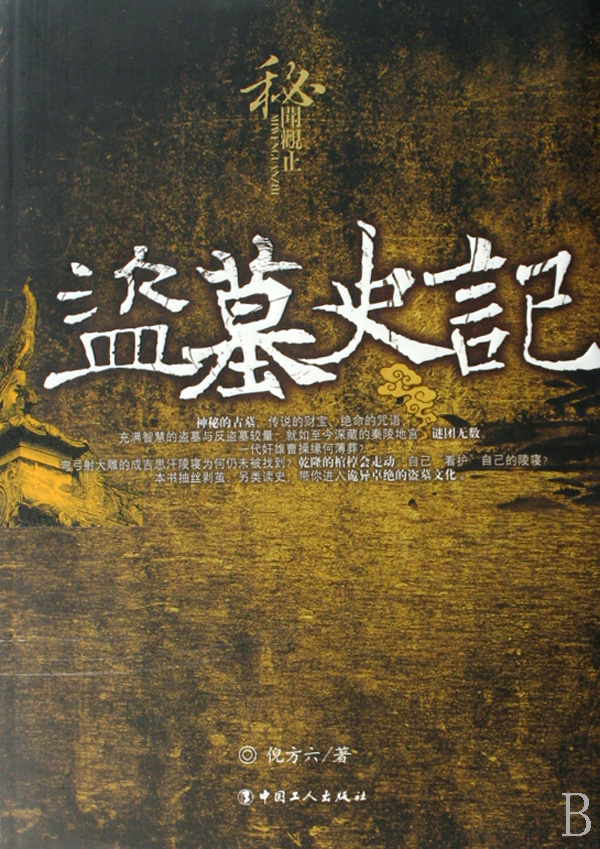 秘
聞觀止
MIWENGUANZHI
盗墓史記
神秘的古墓、传说的财宝、绝命的咒语，
充满智慧的盗墓与反盗墓较量，就如至今深藏的秦陵地宫，谜团无数。
一代奸雄曹操缘何薄葬？
弯弓射大雕的成吉思汗陵寝为何仍未被找到？乾隆的棺椁会走动，自己“看护”自己的陵寝？
本书抽丝剥茧，另类读史，带你进入诡异卓绝的盗墓文化。
◎ 倪方六/著
中国工人出版社
B